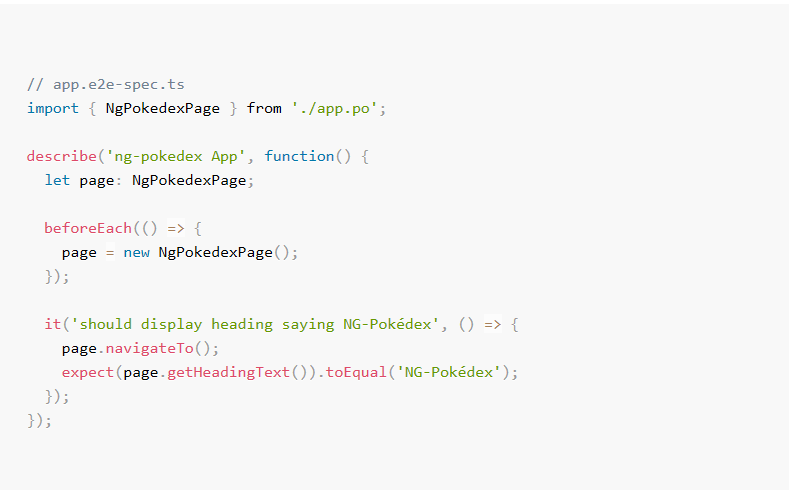 // app.e2e-spec.ts
import { NgPokedexPage } from './app.po';
describe('ng-pokedex App', function() {
  let page: NgPokedexPage;
  beforeEach(() => {
    page = new NgPokedexPage();
  });
  it('should display heading saying NG-Pokédex', () => {
    page.navigateTo();
    expect(page.getHeadingText()).toEqual('NG-Pokédex');
  });
});